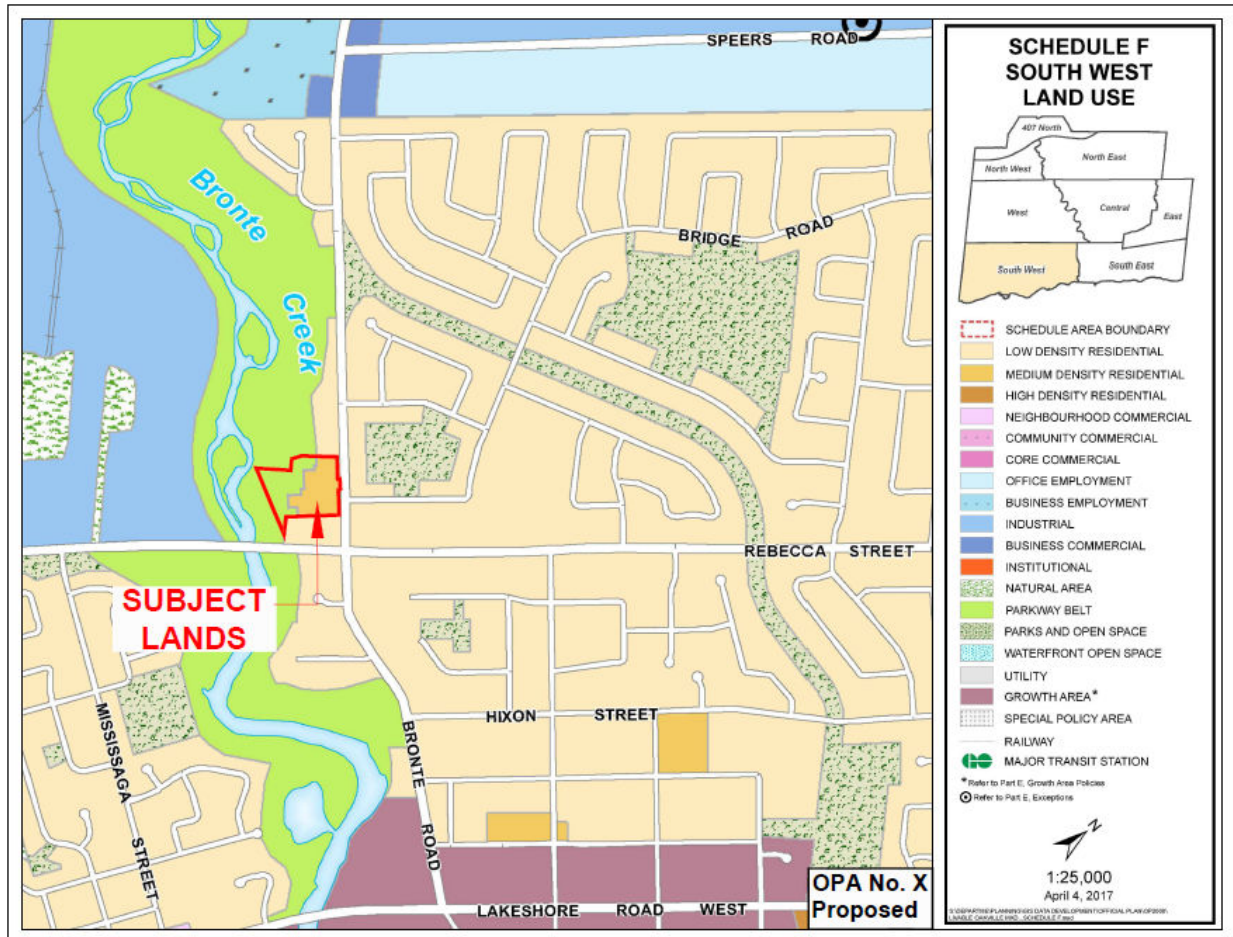 SPEERS ROAD
Bronte
Creek
BRIDGE ROAD
REBECCA STREET
SUBJECT
LANDS
MISSISSAGA STREET
HIXON STREET
BRONTE ROAD
LAKESHORE ROAD WEST
OPA No. X
Proposed
SCHEDULE F
SOUTH WEST
LAND USE
407 North
North West
North East
West
Central
East
South West
South East
SCHEDULE AREA BOUNDARY
LOW DENSITY RESIDENTIAL
MEDIUM DENSITY RESIDENTIAL
HIGH DENSITY RESIDENTIAL
NEIGHBOURHOOD COMMERCIAL
COMMUNITY COMMERCIAL
CORE COMMERCIAL
OFFICE EMPLOYMENT
BUSINESS EMPLOYMENT
INDUSTRIAL
BUSINESS COMMERCIAL
INSTITUTIONAL
NATURAL AREA
PARKWAY BELT
PARKS AND OPEN SPACE
WATERFRONT OPEN SPACE
UTILITY
GROWTH AREA*
SPECIAL POLICY AREA
RAILWAY
GO MAJOR TRANSIT STATION
* Refer to Part E, Growth Area Policies
Refer to Part E, Exceptions
N
1:25,000
April 4, 2017